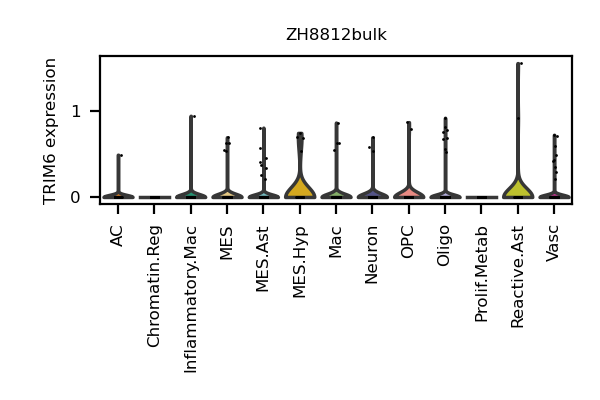 ZH8812bulk
TRIM6 expression
1
0
AC
Chromatin.Reg
Inflammatory.Mac
MES
MES.Ast
MES.Hyp
Mac
Neuron
OPC
Oligo
Prolif.Metab
Reactive.Ast
Vasc